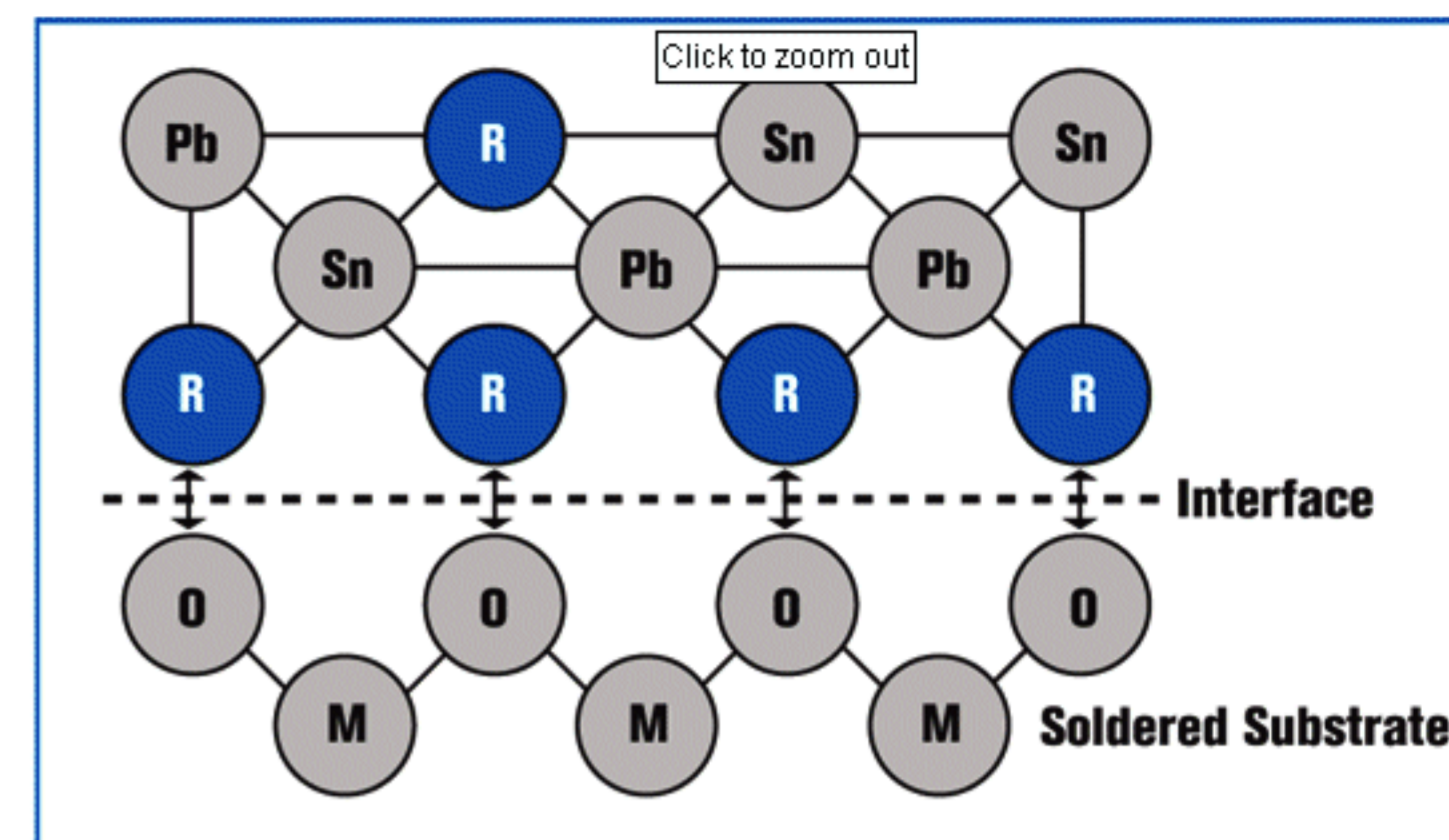 Click to zoom out
Pb R Sn Sn
Sn Pb Pb
R R R R
Interface
O O O O
M M M Soldered Substrate